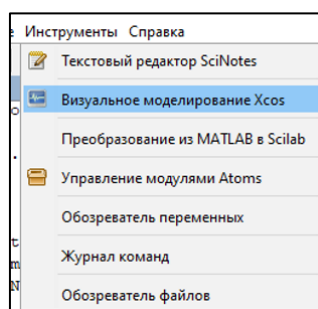 Инструменты Справка
Текстовый редактор SciNotes
Визуальное моделирование Xcos
Преобразование из MATLAB в Scilab
Управление модулями Atoms
Обозреватель переменных
Журнал команд
Обозреватель файлов